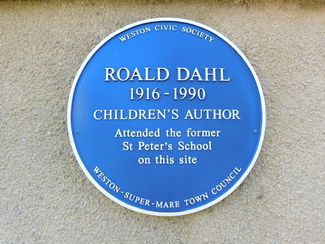 WESTON CIVIC SOCIETY
ROALD DAHL
1916 - 1990
CHILDREN'S AUTHOR
Attended the former
St Peter's School
on this site
WESTON-SUPER-MARE TOWN COUNCIL